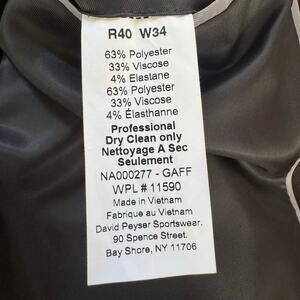 R40 W34
63% Polyester
33% Viscose
4% Elastane
63% Polyester
33% Viscose
4% Élasthanne
Professional
Dry Clean only
Nettoyage A Sec
Seulement
NA000277 - GAFF
WPL # 11590
Made in Vietnam
Fabrique au Vietnam
David Peyser Sportswear.
90 Spence Street.
Bay Shore, NY 11706